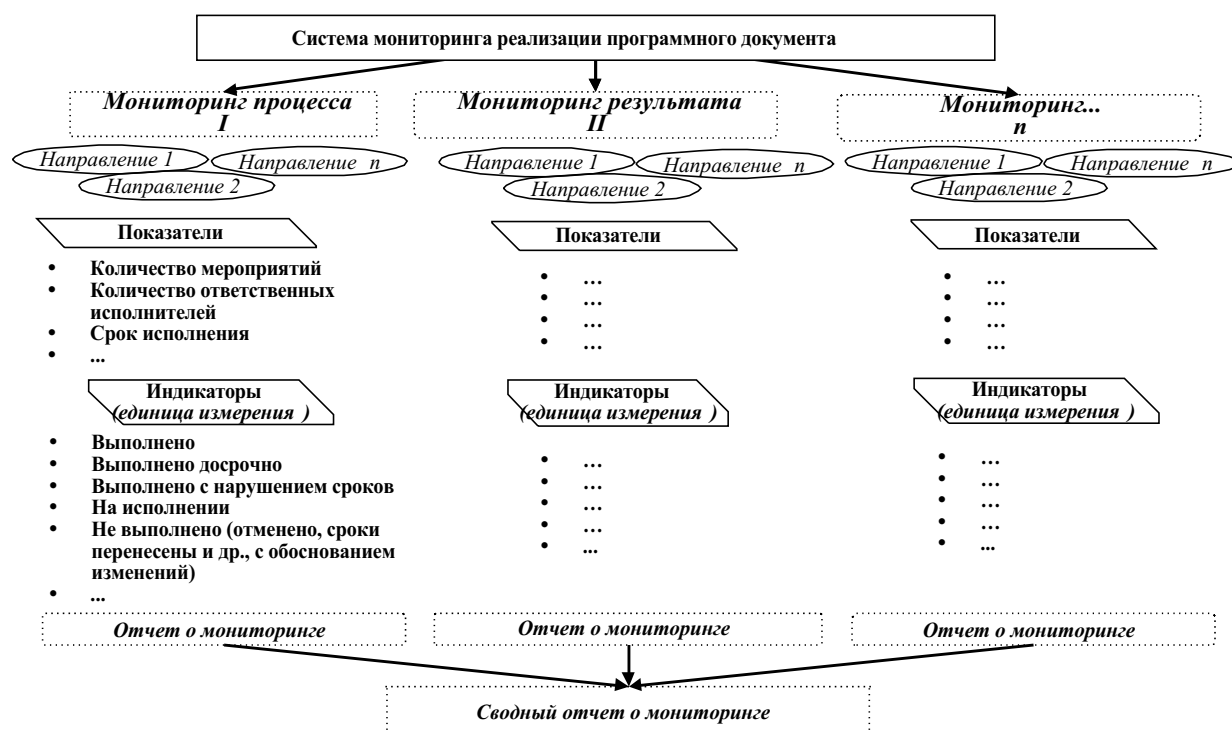 Система мониторинга реализации программного документа
Мониторинг процесса
I
Направление 1
Направление n
Направление 2
Показатели
• Количество мероприятий
• Количество ответственных
исполнителей
• Срок исполнения
• ...
Индикаторы
(единица измерения )
• Выполнено
• Выполнено досрочно
• Выполнено с нарушением сроков
• На исполнении
• Не выполнено (отменено, сроки
перенесены и др., с обоснованием
изменений)
• ...
Отчет о мониторинге
Мониторинг результата
II
Направление 1
Направление n
Направление 2
Показатели
• ...
• ...
• ...
• ...
Индикаторы
(единица измерения )
• ...
• ...
• ...
• ...
• ...
Отчет о мониторинге
Мониторинг...
n
Направление 1
Направление n
Направление 2
Показатели
• ...
• ...
• ...
• ...
Индикаторы
(единица измерения )
• ...
• ...
• ...
• ...
• ...
Отчет о мониторинге
Сводный отчет о мониторинге